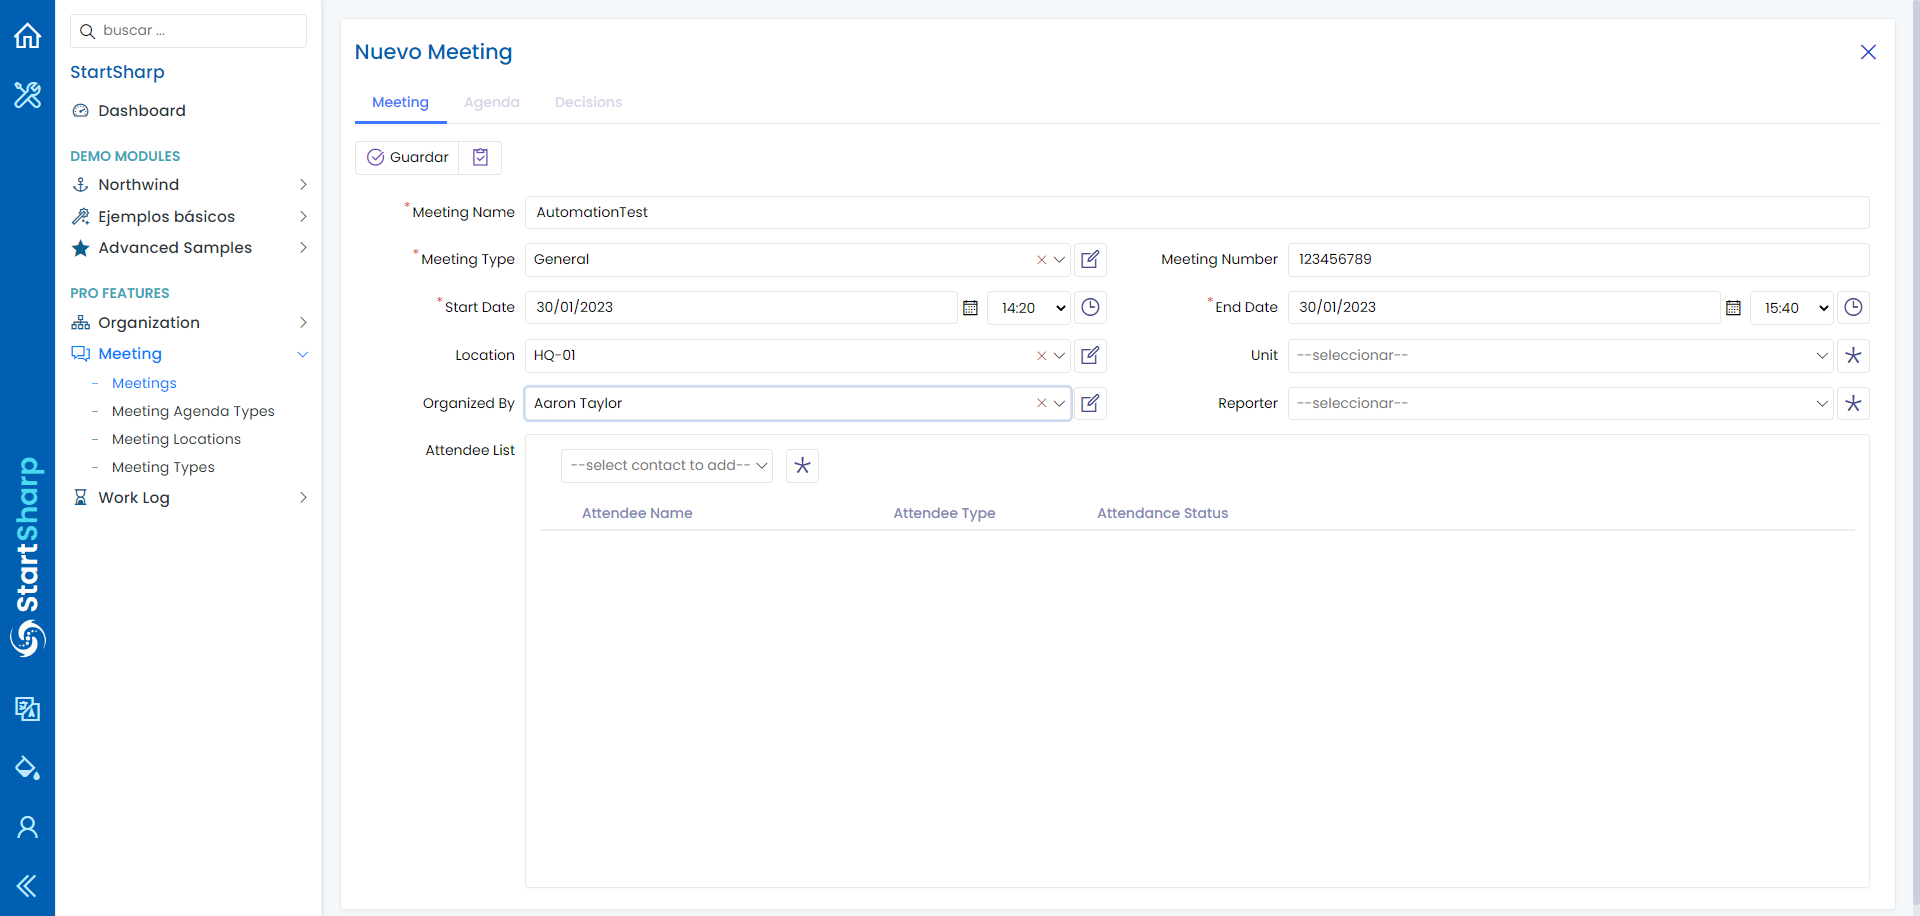 buscar ...
StartSharp
Dashboard
DEMO MODULES
Northwind
Ejemplos básicos
Advanced Samples
PRO FEATURES
Organization
Meeting
- Meetings
- Meeting Agenda Types
- Meeting Locations
- Meeting Types
Work Log
StartSharp
Nuevo Meeting
Meeting Agenda Decisions
Guardar
*Meeting Name AutomationTest
*Meeting Type General Meeting Number 123456789
*Start Date 30/01/2023 14:20 *End Date 30/01/2023 15:40
Location HQ-01 Unit --seleccionar--
Organized By Aaron Taylor Reporter --seleccionar--
Attendee List --select contact to add--
Attendee Name Attendee Type Attendance Status